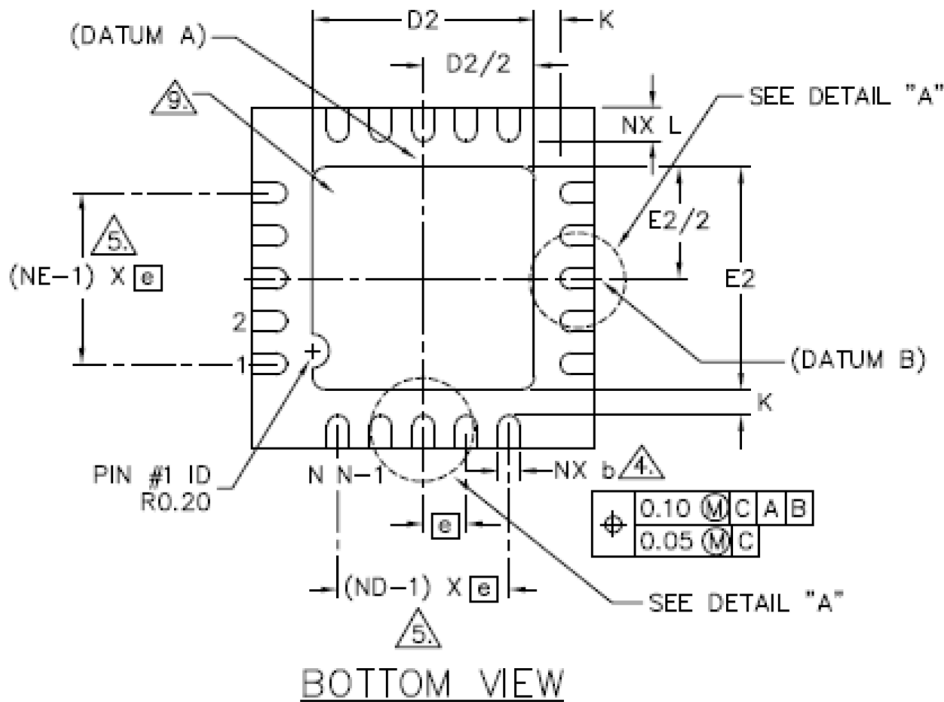 D2
K
(DATUM A)
D2/2
9.
SEE DETAIL "A"
NX L
5.
E2/2
(NE-1) X e
E2
2
1
(DATUM B)
K
PIN #1 ID
R0.20
N N-1
NX b 4.
0.10 Ⓜ C A B
0.05 Ⓜ C
e
(ND-1) X e
SEE DETAIL "A"
5.
BOTTOM VIEW